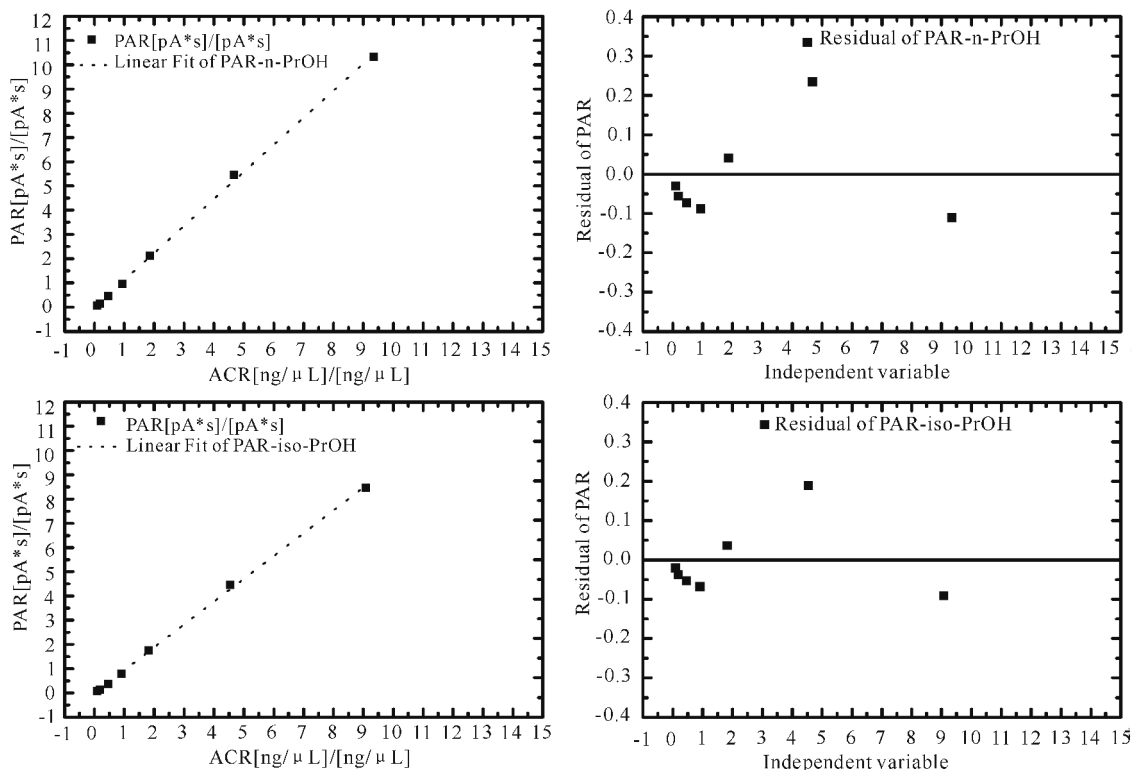 12
11
10
9
8
7
6
5
4
3
2
1
0
-1
PAR[pA*s]/[pA*s]
PAR[pA*s]/[pA*s]
Linear Fit of PAR-n-PrOH
-1 0 1 2 3 4 5 6 7 8 9 10 11 12 13 14 15
ACR[ng/μL]/[ng/μL]
0.4
0.3
0.2
0.1
0.0
-0.1
-0.2
-0.3
-0.4
Residual of PAR
Residual of PAR-n-PrOH
-1 0 1 2 3 4 5 6 7 8 9 10 11 12 13 14 15
Independent variable
12
11
10
9
8
7
6
5
4
3
2
1
0
-1
PAR[pA*s]/[pA*s]
PAR[pA*s]/[pA*s]
Linear Fit of PAR-iso-PrOH
-1 0 1 2 3 4 5 6 7 8 9 10 11 12 13 14 15
ACR[ng/μL]/[ng/μL]
0.4
0.3
0.2
0.1
0.0
-0.1
-0.2
-0.3
-0.4
Residual of PAR
Residual of PAR-iso-PrOH
-1 0 1 2 3 4 5 6 7 8 9 10 11 12 13 14 15
Independent variable